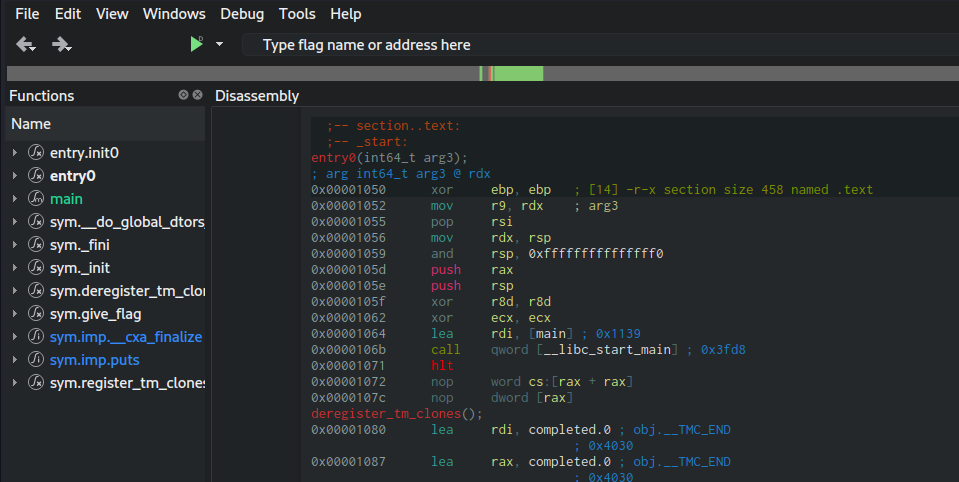 File Edit View Windows Debug Tools Help
Type flag name or address here
Functions
Name
entry.init0
entry0
main
sym.__do_global_dtors_
sym._fini
sym._init
sym.deregister_tm_clo
sym.give_flag
sym.imp.__cxa_finalize
sym.imp.puts
sym.register_tm_clones
Disassembly
;-- section..text:
;-- _start:
entry0(int64_t arg3);
; arg int64_t arg3 @ rdx
0x00001050 xor ebp, ebp ; [14] -r-x section size 458 named .text
0x00001052 mov r9, rdx ; arg3
0x00001055 pop rsi
0x00001056 mov rdx, rsp
0x00001059 and rsp, 0xfffffffffffffff0
0x0000105d push rax
0x0000105e push rsp
0x0000105f xor r8d, r8d
0x00001062 xor ecx, ecx
0x00001064 lea rdi, [main] ; 0x1139
0x0000106b call qword [__libc_start_main] ; 0x3fd8
0x00001071 hlt
0x00001072 nop word cs:[rax + rax]
0x0000107c nop dword [rax]
deregister_tm_clones();
0x00001080 lea rdi, completed.0 ; obj.__TMC_END
; 0x4030
0x00001087 lea rax, completed.0 ; obj.__TMC_END
; 0x4030